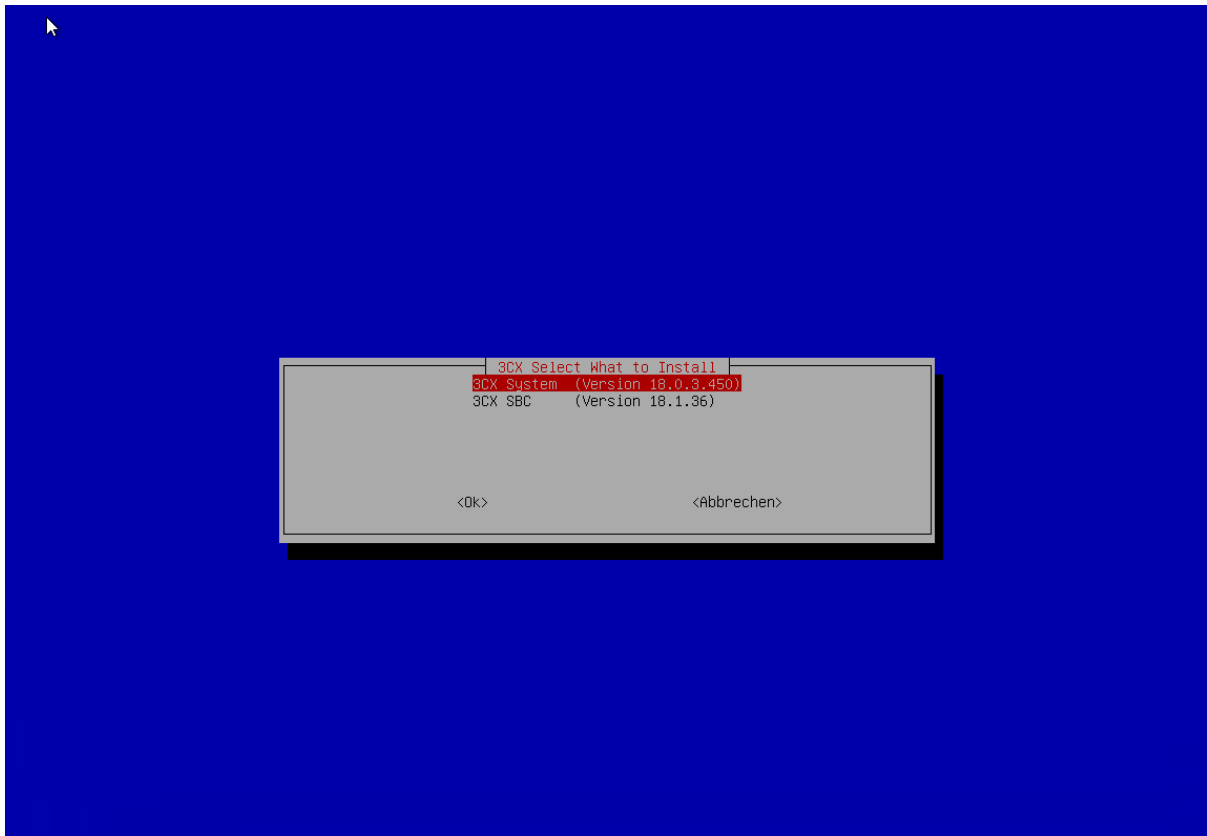 3CX Select What to Install
3CX System (Version 18.0.3.450)
3CX SBC (Version 18.1.36)
<Ok> <Abbrechen>